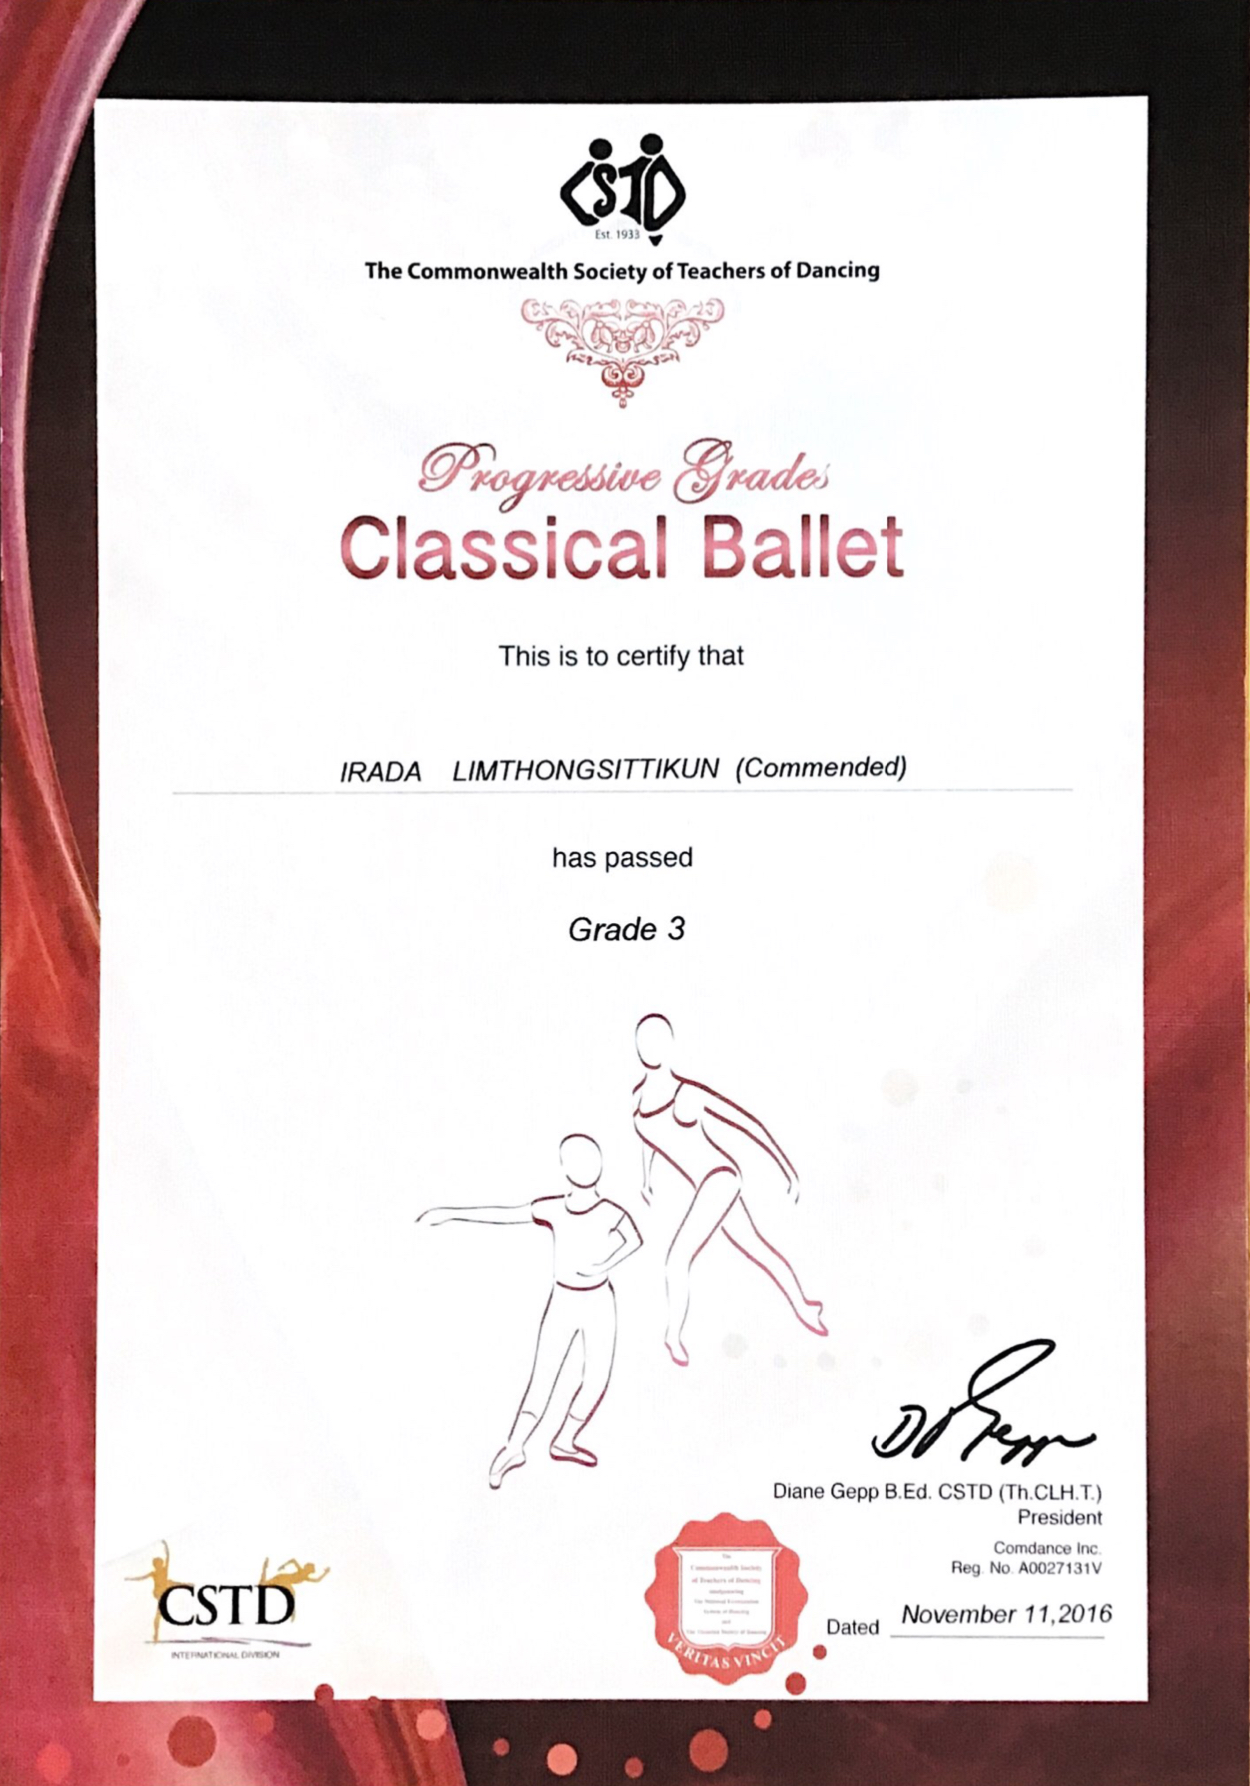 CSTD
Est. 1933
The Commonwealth Society of Teachers of Dancing
Progressive Grades
Classical Ballet
This is to certify that
IRADA LIMTHONGSITTIKUN (Commended)
has passed
Grade 3
Diane Gepp B.Ed. CSTD (Th.CLH.T.)
President
Comdance Inc.
Reg. No. A0027131V
Dated November 11,2016
The
Commonwealth Society
of Teachers of Dancing
VERITAS VINCIT
CSTD
INTERNATIONAL DIVISION